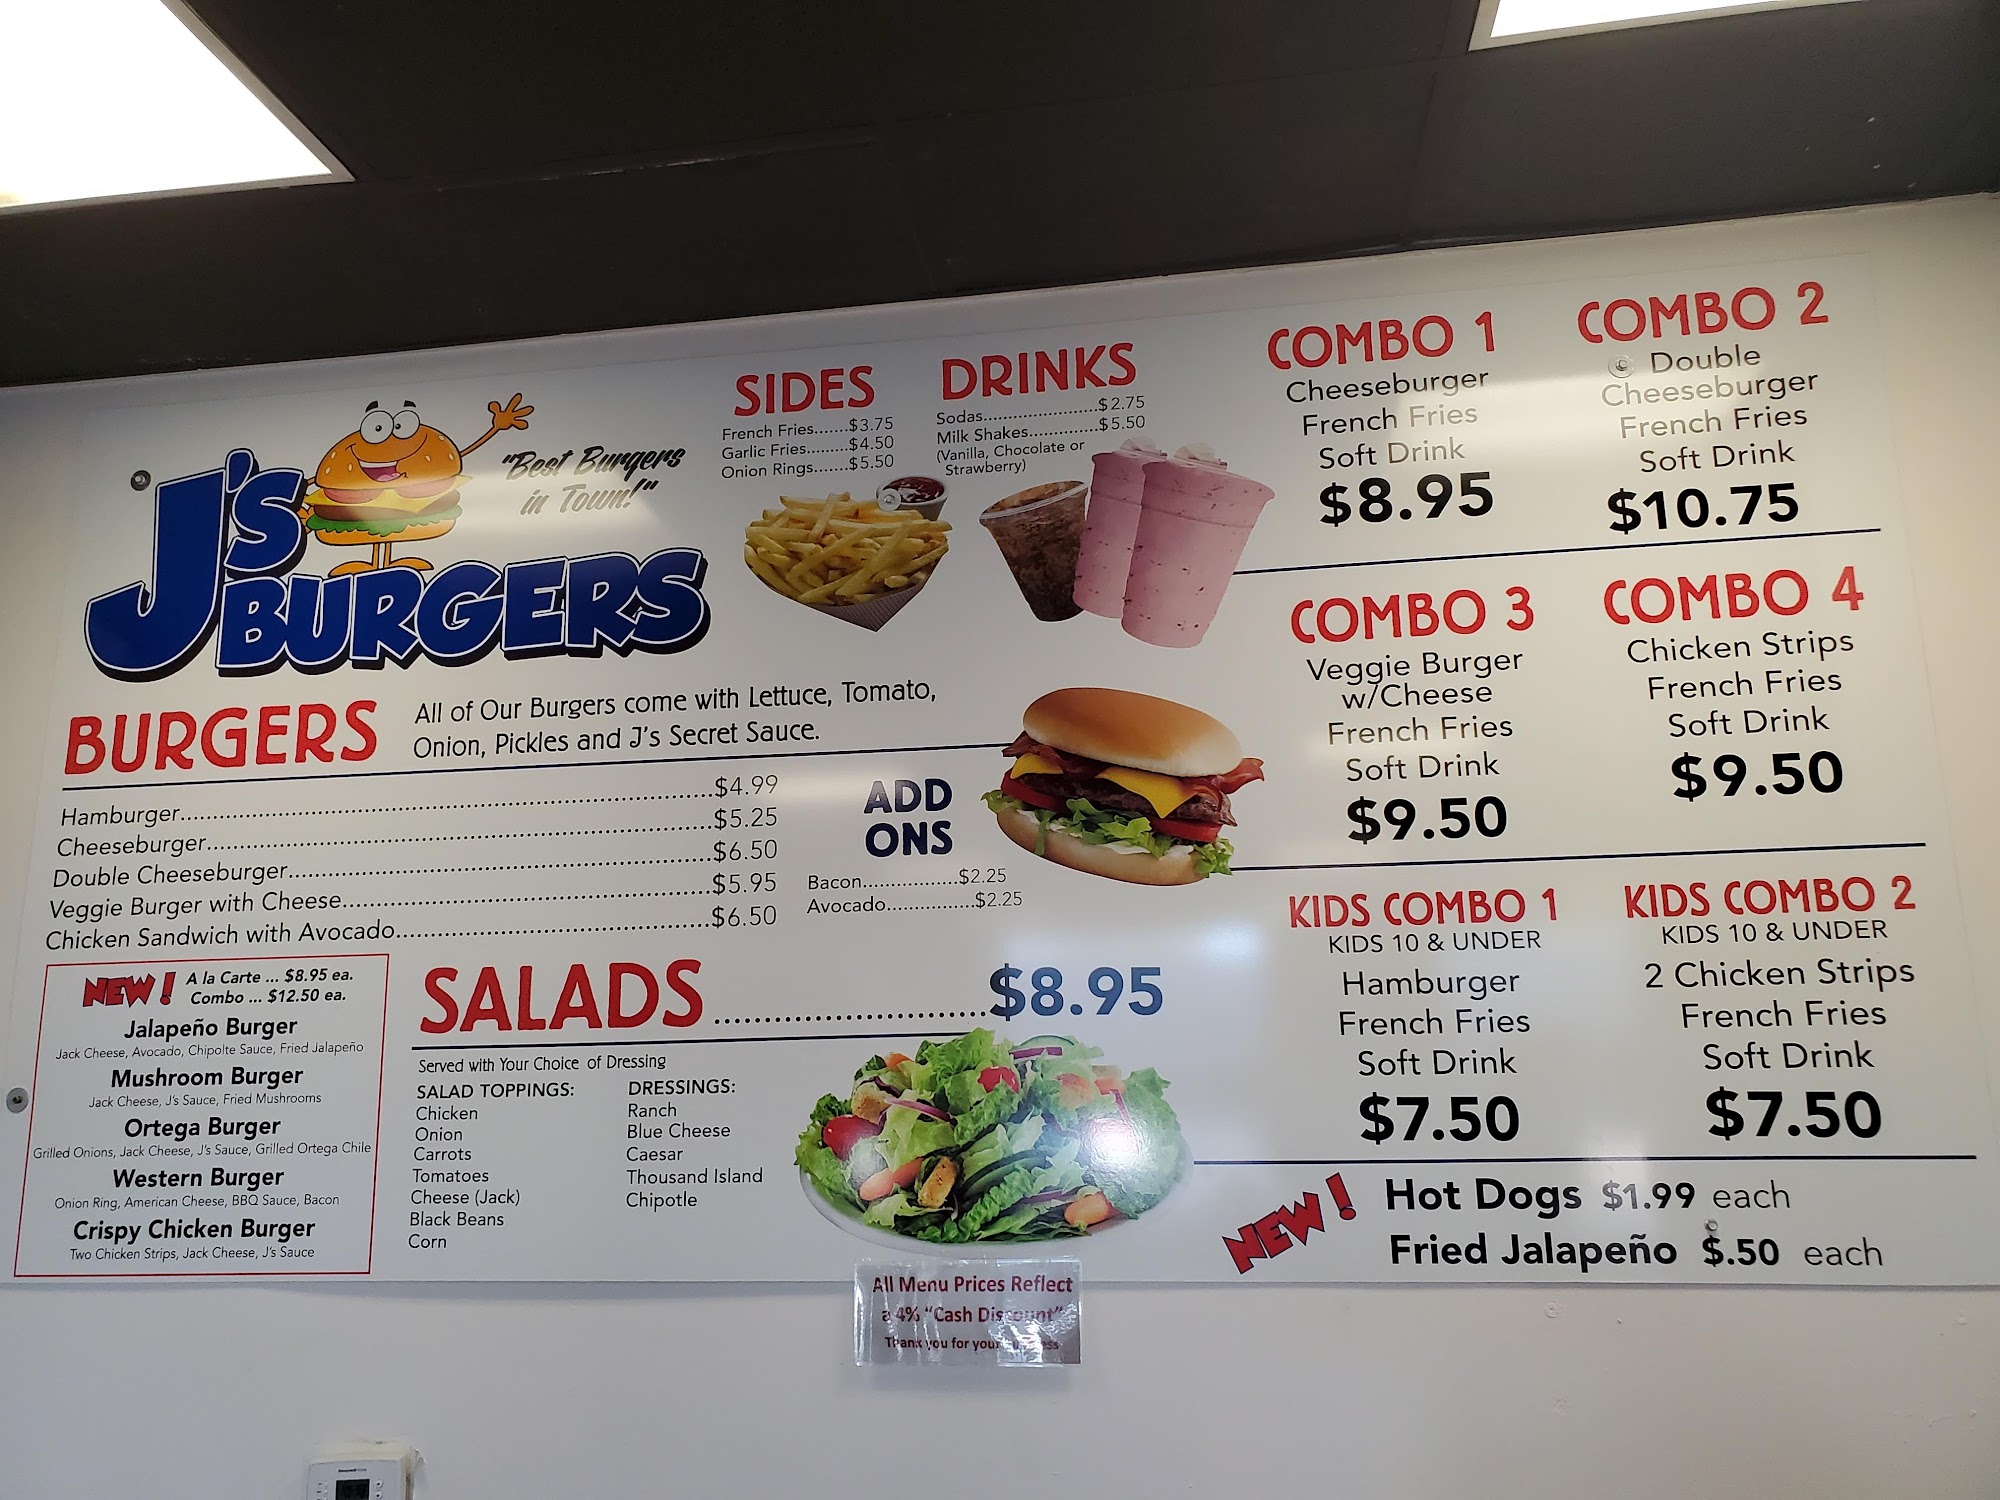 J's
BURGERS
"Best Burgers
in Town!"
SIDES
French Fries.......$3.75
Garlic Fries.........$4.50
Onion Rings.......$5.50
DRINKS
Sodas.......................$2.75
Milk Shakes..............$5.50
(Vanilla, Chocolate or
Strawberry)
BURGERS
All of Our Burgers come with Lettuce, Tomato,
Onion, Pickles and J's Secret Sauce.
Hamburger...............................................................................$4.99
Cheeseburger...........................................................................$5.25
Double Cheeseburger..............................................................$6.50
Veggie Burger with Cheese......................................................$5.95
Chicken Sandwich with Avocado..............................................$6.50
ADD
ONS
Bacon..................$2.25
Avocado................$2.25
NEW!
A la Carte ... $8.95 ea.
Combo ... $12.50 ea.
Jalapeño Burger
Jack Cheese, Avocado, Chipolte Sauce, Fried Jalapeño
Mushroom Burger
Jack Cheese, J's Sauce, Fried Mushrooms
Ortega Burger
Grilled Onions, Jack Cheese, J's Sauce, Grilled Ortega Chile
Western Burger
Onion Ring, American Cheese, BBQ Sauce, Bacon
Crispy Chicken Burger
Two Chicken Strips, Jack Cheese, J's Sauce
SALADS...........................$8.95
Served with Your Choice of Dressing
SALAD TOPPINGS:
Chicken
Onion
Carrots
Tomatoes
Cheese (Jack)
Black Beans
Corn
DRESSINGS:
Ranch
Blue Cheese
Caesar
Thousand Island
Chipotle
COMBO 1
Cheeseburger
French Fries
Soft Drink
$8.95
COMBO 2
Double
Cheeseburger
French Fries
Soft Drink
$10.75
COMBO 3
Veggie Burger
w/Cheese
French Fries
Soft Drink
$9.50
COMBO 4
Chicken Strips
French Fries
Soft Drink
$9.50
KIDS COMBO 1
KIDS 10 & UNDER
Hamburger
French Fries
Soft Drink
$7.50
KIDS COMBO 2
KIDS 10 & UNDER
2 Chicken Strips
French Fries
Soft Drink
$7.50
NEW!
Hot Dogs $1.99 each
Fried Jalapeño $.50 each
All Menu Prices Reflect
a 4% "Cash Discount"
Thank you for your